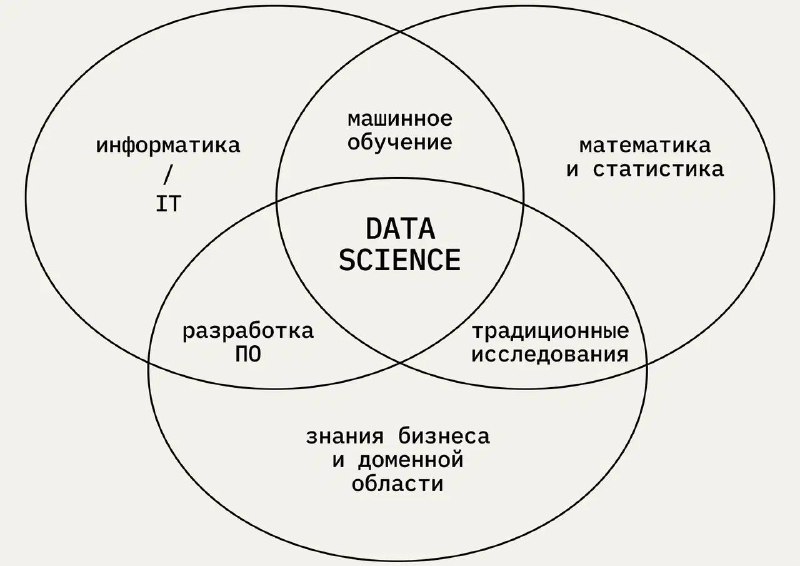 машинное
обучение
информатика
/
IT
математика
и статистика
DATA
SCIENCE
разработка
ПО
традиционные
исследования
знания бизнеса
и доменной
области